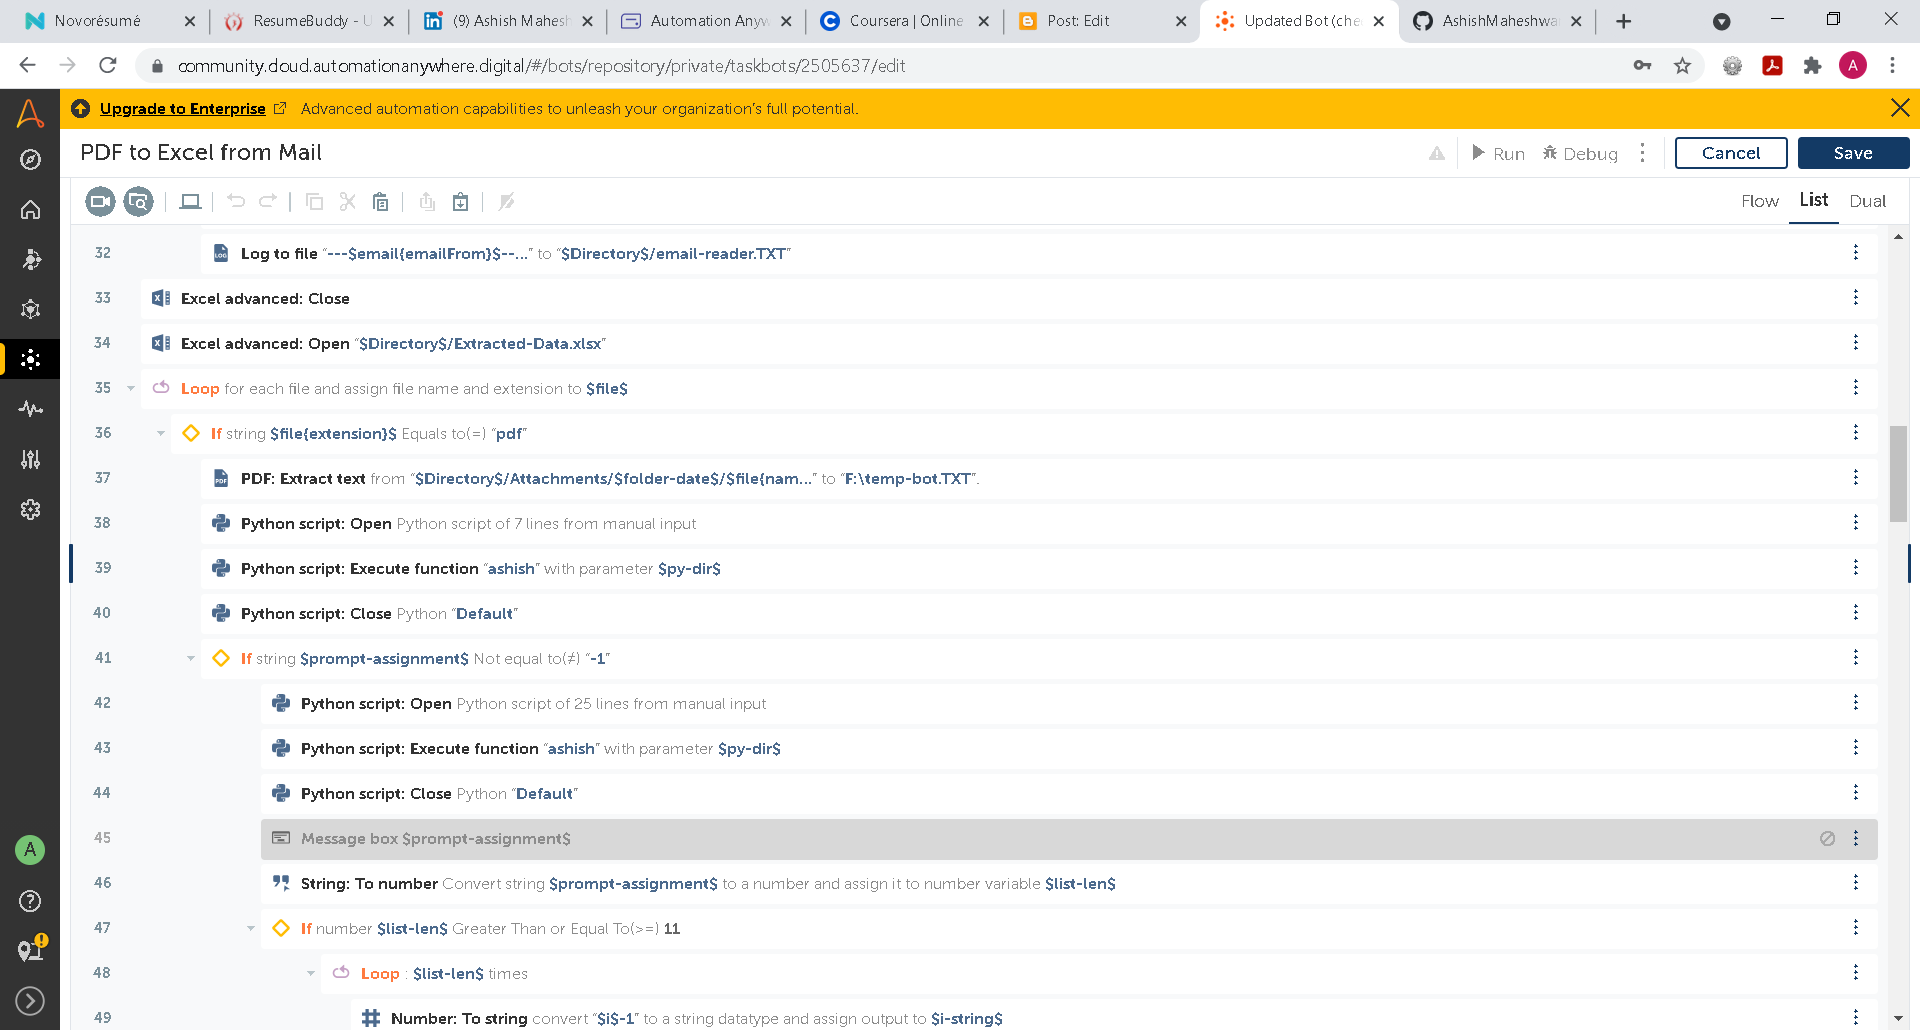 Novorésumé
ResumeBuddy - U
(9) Ashish Mahesh
Automation Anyw
Coursera | Online
Post: Edit
Updated Bot (che
AshishMaheshwa
community.cloud.automationanywhere.digital/#/bots/repository/private/taskbots/2505637/edit
A
Upgrade to Enterprise Advanced automation capabilities to unleash your organization's full potential.
PDF to Excel from Mail
Run
Debug
Cancel
Save
Flow
List
Dual
32 Log to file "---$email{emailFrom}$--..." to "$Directory$/email-reader.TXT"
33 Excel advanced: Close
34 Excel advanced: Open "$Directory$/Extracted-Data.xlsx"
35 Loop for each file and assign file name and extension to $file$
36 If string $file{extension}$ Equals to(=) "pdf"
37 PDF: Extract text from "$Directory$/Attachments/$folder-date$/$file{nam..." to "F:\temp-bot.TXT".
38 Python script: Open Python script of 7 lines from manual input
39 Python script: Execute function "ashish" with parameter $py-dir$
40 Python script: Close Python "Default"
41 If string $prompt-assignment$ Not equal to(≠) "-1"
42 Python script: Open Python script of 25 lines from manual input
43 Python script: Execute function "ashish" with parameter $py-dir$
44 Python script: Close Python "Default"
45 Message box $prompt-assignment$
46 String: To number Convert string $prompt-assignment$ to a number and assign it to number variable $list-len$
47 If number $list-len$ Greater Than or Equal To(>=) 11
48 Loop : $list-len$ times
49 Number: To string convert "$i$-1" to a string datatype and assign output to $i-string$
A